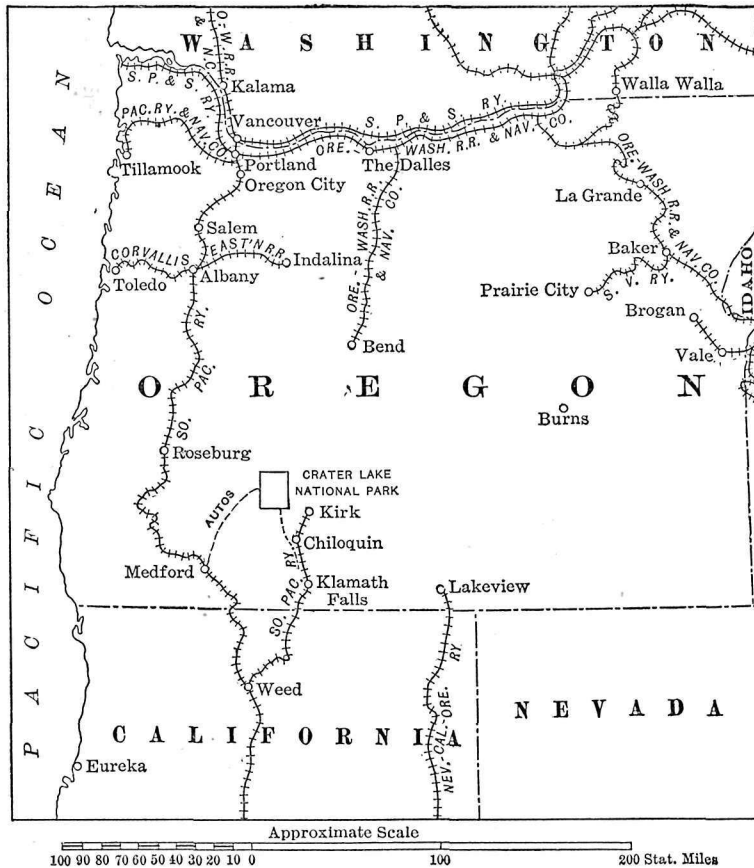 WASHINGTON
O.-W.R.R. & N.C.
Kalama
S. P. & S. RY.
Walla Walla
Vancouver
S. P. & S. RY.
PAC. RY. & NAV. CO.
Tillamook
Portland
ORE.-WASH. R.R. & NAV. CO.
The Dalles
Oregon City
La Grande
ORE-WASH R.R. & NAV CO.
Salem
ORE.-WASH. R.R. & NAV. CO.
CORVALLIS EAST'N R.R.
Indalina
Baker
Toledo
Albany
S. V. RY.
Prairie City
IDAHO
Brogan
Bend
Vale
OREGON
Burns
SO. PAC. RY.
Roseburg
CRATER LAKE
NATIONAL PARK
AUTOS
Kirk
Chiloquin
Medford
Klamath
Falls
Lakeview
SO. PAC. RY.
Weed
NEV.-CAL.-ORE. RY.
CALIFORNIA
NEVADA
Eureka
PACIFIC OCEAN
Approximate Scale
100 90 80 70 60 50 40 30 20 10 0 100 200 Stat. Miles